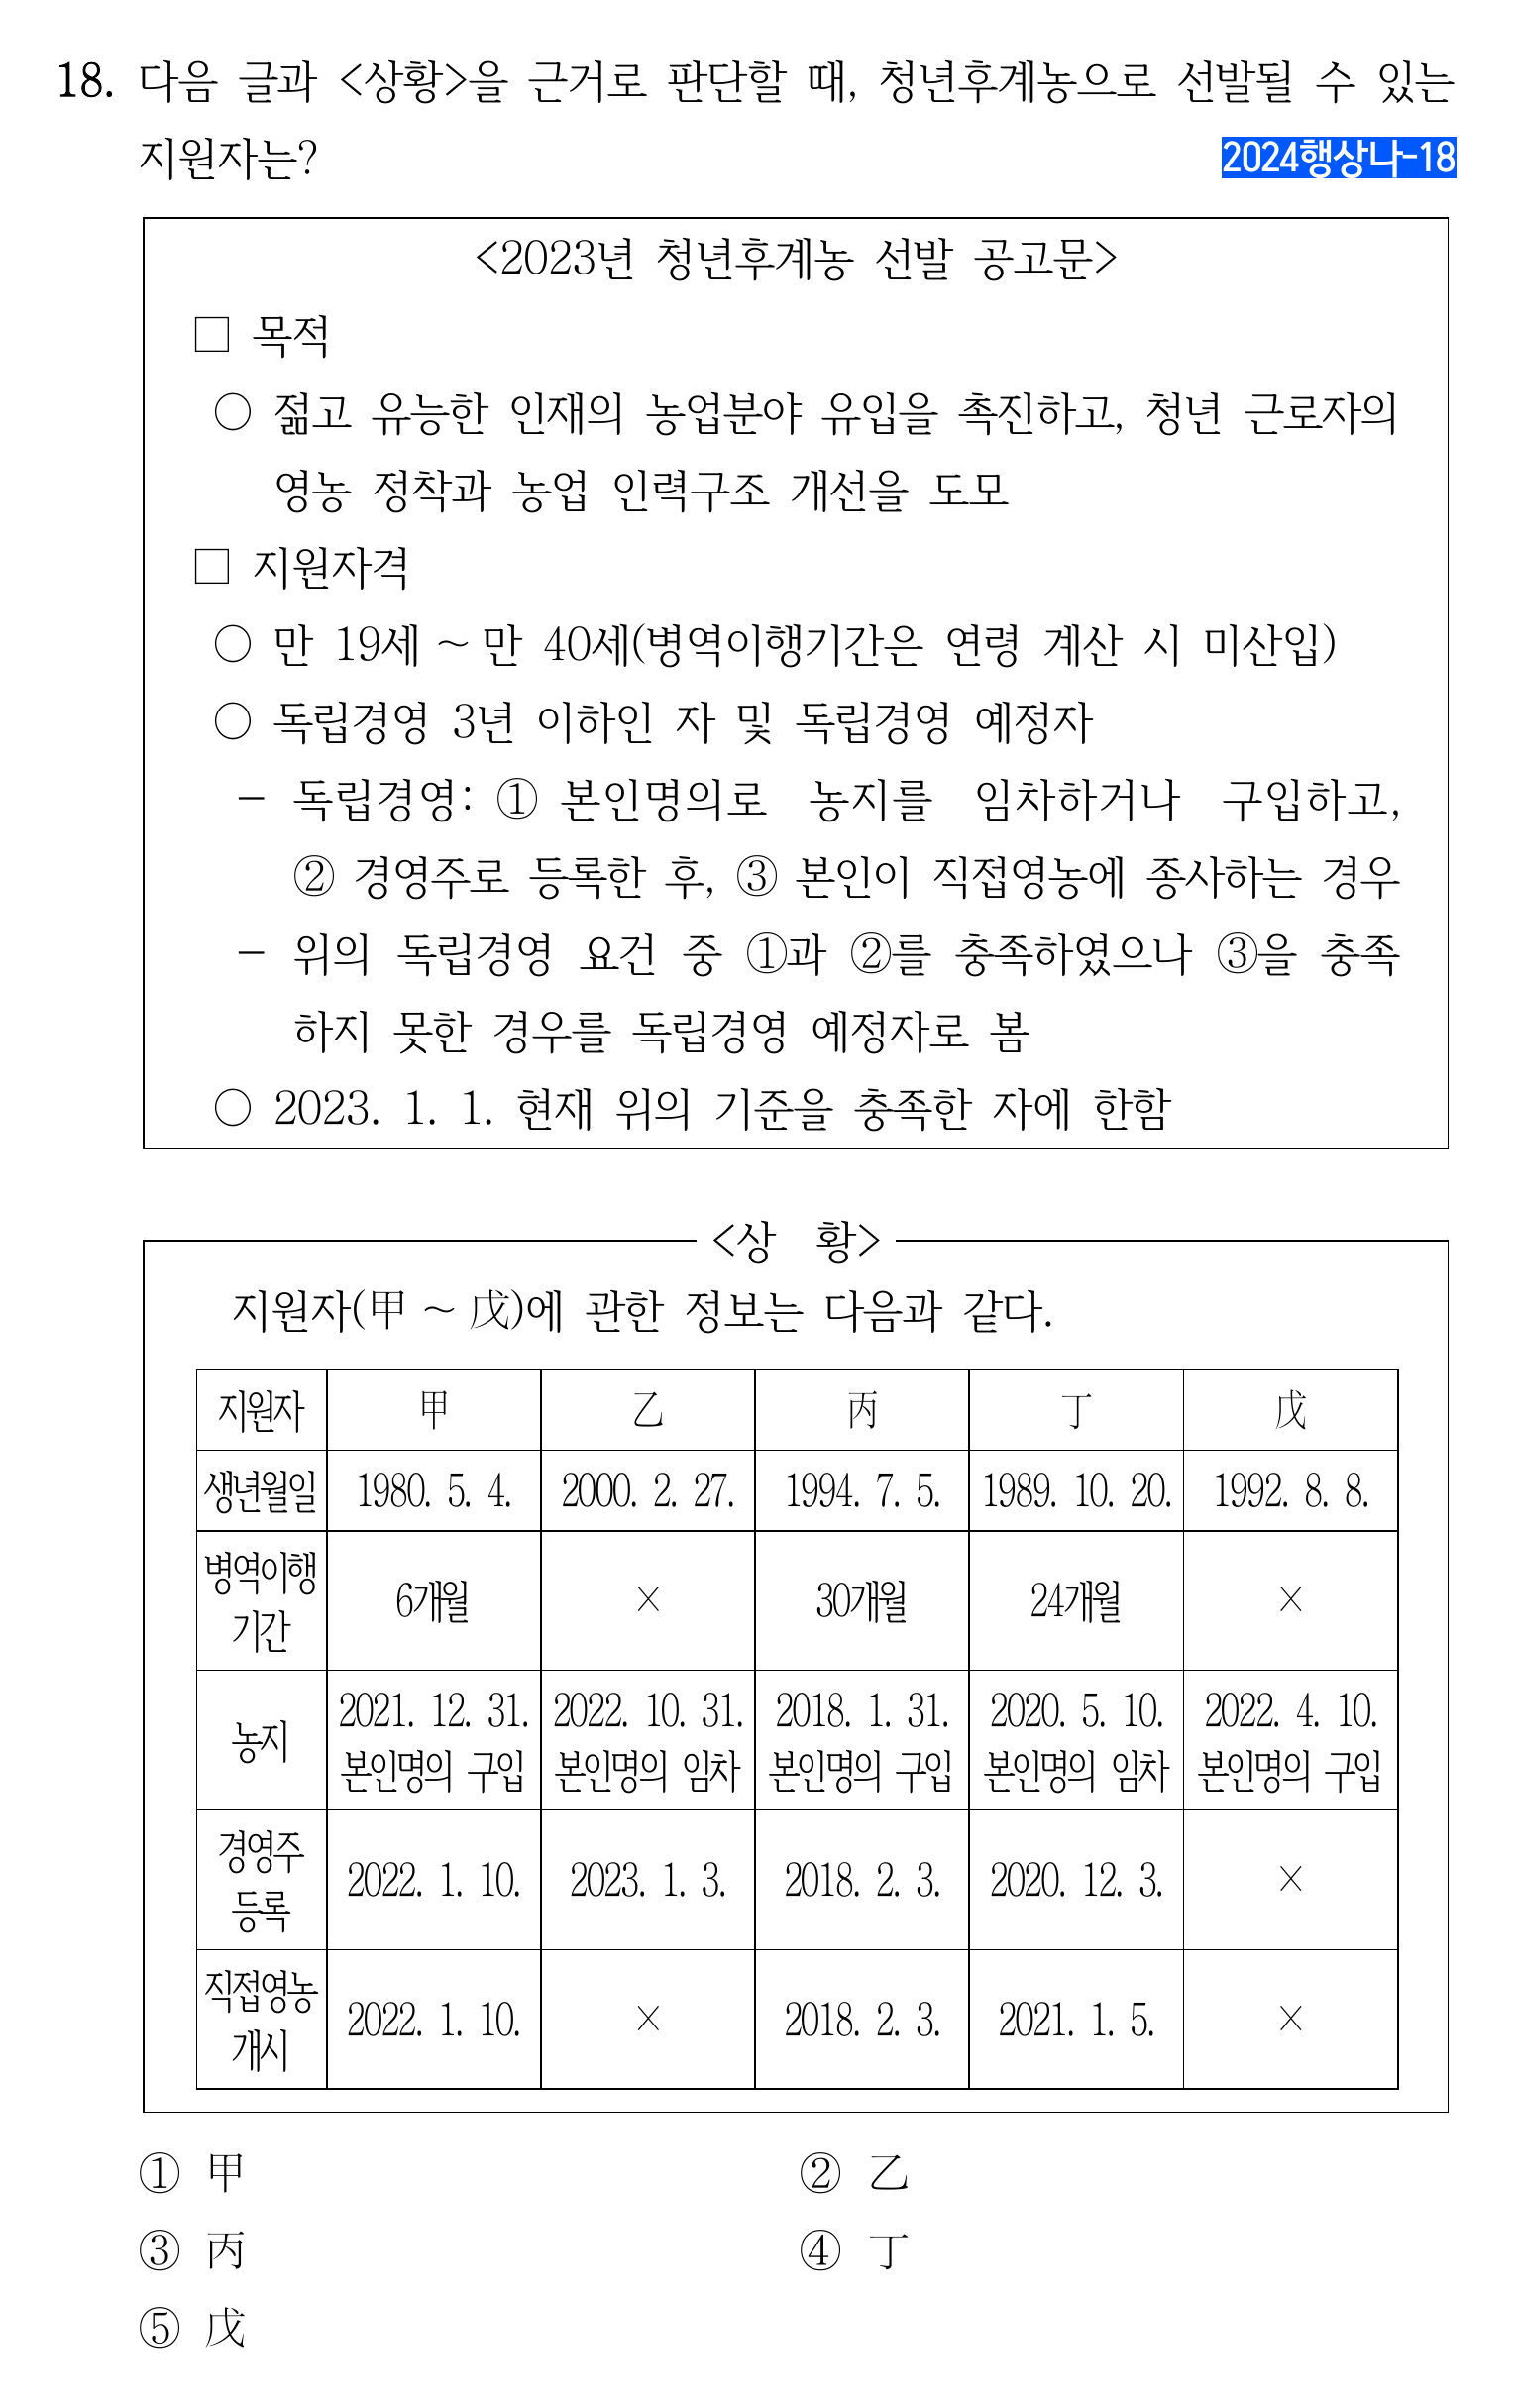 18. 다음 글과 <상황>을 근거로 판단할 때, 청년후계농으로 선발될 수 있는
지원자는?
2024행상나-18
<2023년 청년후계농 선발 공고문>
□ 목적
○ 젊고 유능한 인재의 농업분야 유입을 촉진하고, 청년 근로자의
영농 정착과 농업 인력구조 개선을 도모
□ 지원자격
○ 만 19세 ~ 만 40세(병역이행기간은 연령 계산 시 미산입)
○ 독립경영 3년 이하인 자 및 독립경영 예정자
- 독립경영: ① 본인명의로 농지를 임차하거나 구입하고,
② 경영주로 등록한 후, ③ 본인이 직접영농에 종사하는 경우
- 위의 독립경영 요건 중 ①과 ②를 충족하였으나 ③을 충족
하지 못한 경우를 독립경영 예정자로 봄
○ 2023. 1. 1. 현재 위의 기준을 충족한 자에 한함
<상 황>
지원자(甲 ~ 戊)에 관한 정보는 다음과 같다.
지원자 甲 乙 丙 丁 戊
생년월일 1980. 5. 4. 2000. 2. 27. 1994. 7. 5. 1989. 10. 20. 1992. 8. 8.
병역이행
기간
6개월 × 30개월 24개월 ×
농지
2021. 12. 31. 2022. 10. 31. 2018. 1. 31. 2020. 5. 10. 2022. 4. 10.
본인명의 구입 본인명의 임차 본인명의 구입 본인명의 임차 본인명의 구입
경영주
등록
2022. 1. 10. 2023. 1. 3. 2018. 2. 3. 2020. 12. 3. ×
직접영농
개시
2022. 1. 10. × 2018. 2. 3. 2021. 1. 5. ×
① 甲 ② 乙
③ 丙 ④ 丁
⑤ 戊